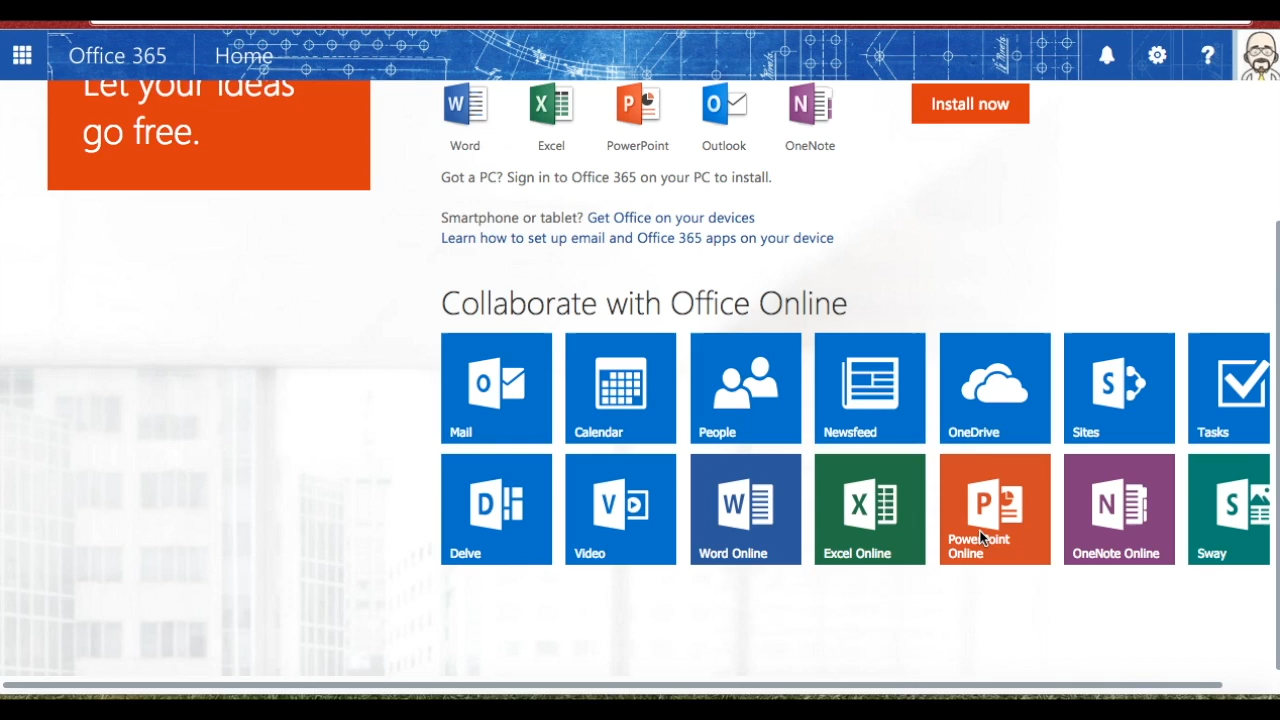 Office 365
Home
Let your ideas
go free.
W
X
P
O
N
Install now
Word
Excel
PowerPoint
Outlook
OneNote
Got a PC? Sign in to Office 365 on your PC to install.
Smartphone or tablet? Get Office on your devices
Learn how to set up email and Office 365 apps on your device
Collaborate with Office Online
O
Mail
Calendar
People
Newsfeed
OneDrive
S
Sites
Tasks
D
Delve
V
Video
W
Word Online
X
Excel Online
P
PowerPoint
Online
N
OneNote Online
S
Sway